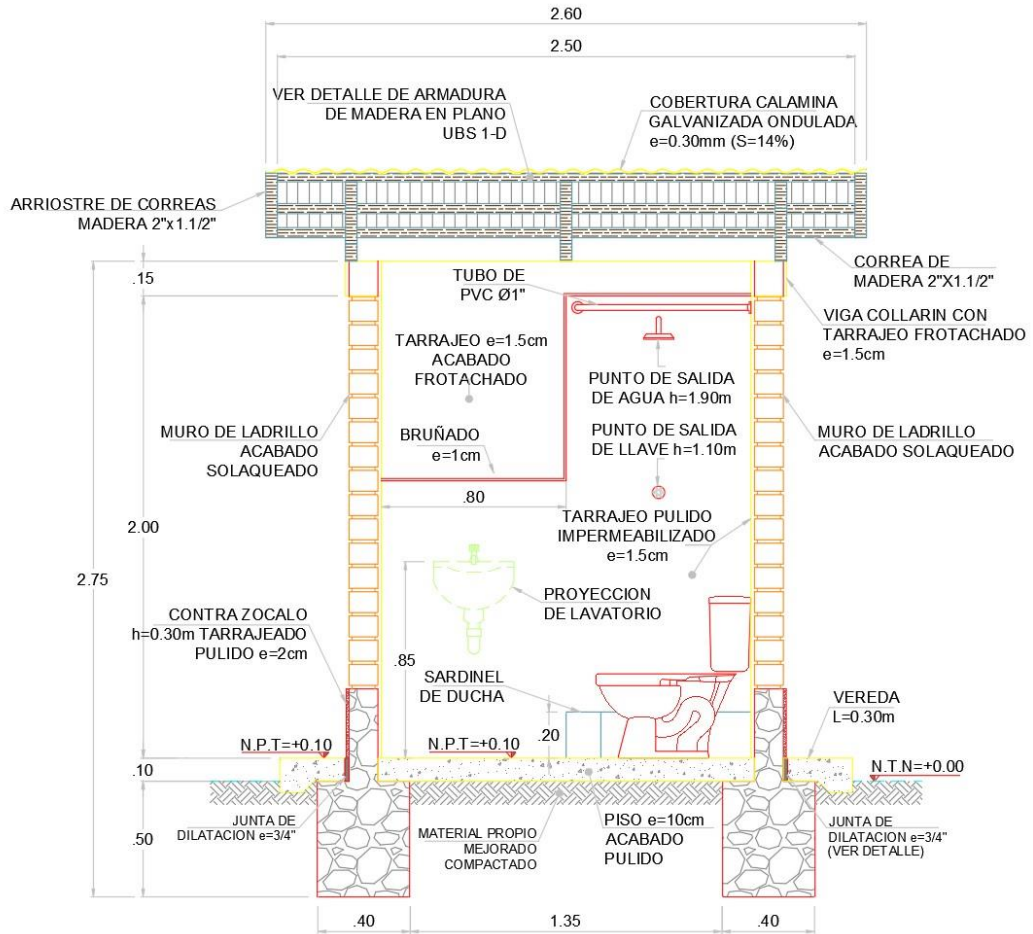 2.60
2.50
VER DETALLE DE ARMADURA
DE MADERA EN PLANO
UBS 1-D
COBERTURA CALAMINA
GALVANIZADA ONDULADA
e=0.30mm (S=14%)
ARRIOSTRE DE CORREAS
MADERA 2"x1.1/2"
CORREA DE
MADERA 2"X1.1/2"
.15
TUBO DE
PVC Ø1"
VIGA COLLARIN CON
TARRAJEO FROTACHADO
e=1.5cm
TARRAJEO e=1.5cm
ACABADO
FROTACHADO
PUNTO DE SALIDA
DE AGUA h=1.90m
MURO DE LADRILLO
ACABADO
SOLAQUEADO
BRUÑADO
e=1cm
PUNTO DE SALIDA
DE LLAVE h=1.10m
MURO DE LADRILLO
ACABADO SOLAQUEADO
.80
2.00
TARRAJEO PULIDO
IMPERMEABILIZADO
e=1.5cm
2.75
PROYECCION
DE LAVATORIO
CONTRA ZOCALO
h=0.30m TARRAJEADO
PULIDO e=2cm
.85
SARDINEL
DE DUCHA
.20
VEREDA
L=0.30m
N.P.T=+0.10
N.P.T=+0.10
.10
N.T.N=+0.00
.50
JUNTA DE
DILATACION e=3/4"
MATERIAL PROPIO
MEJORADO
COMPACTADO
PISO e=10cm
ACABADO
PULIDO
JUNTA DE
DILATACION e=3/4"
(VER DETALLE)
.40
1.35
.40